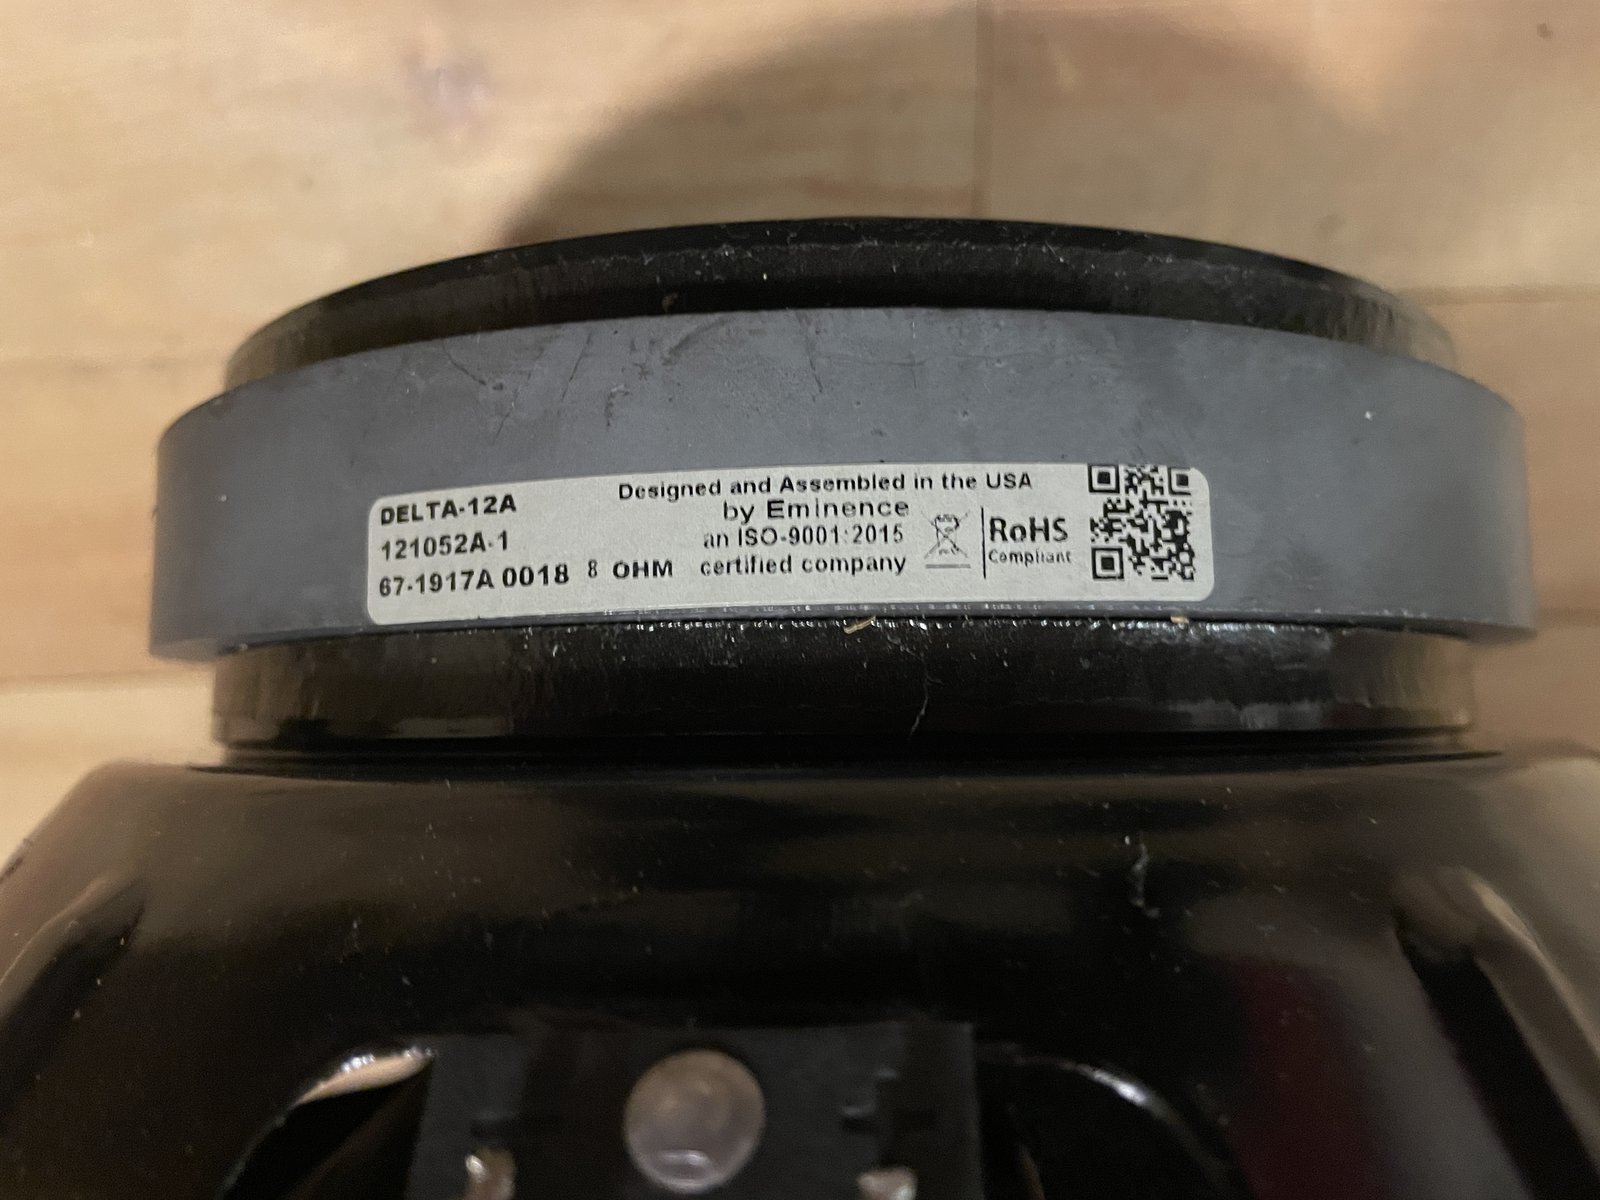 DELTA-12A
121052A-1
67-1917A 0018 8 OHM
Designed and Assembled in the USA
by Eminence
an ISO-9001:2015
certified company
RoHS
Compliant